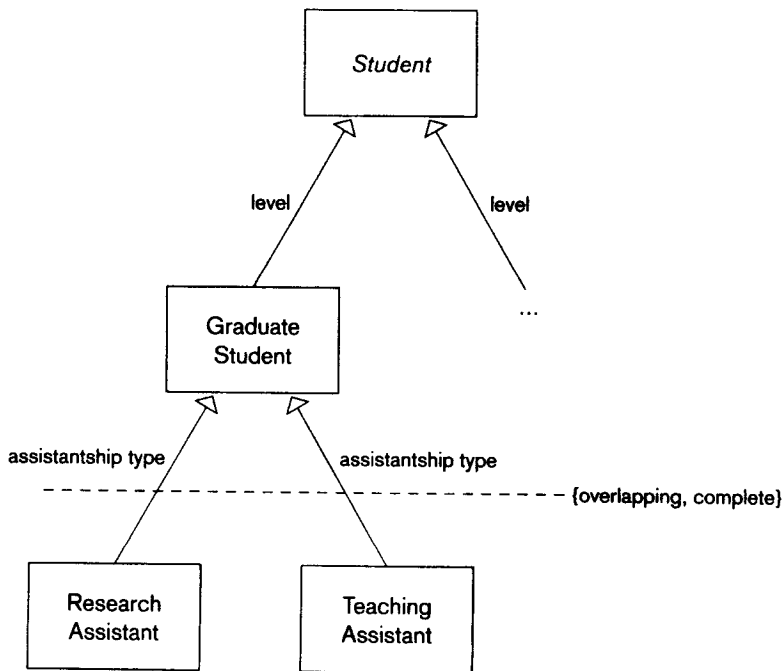 Student
level
level
...
Graduate
Student
assistantship type
assistantship type
{overlapping, complete}
Research
Assistant
Teaching
Assistant